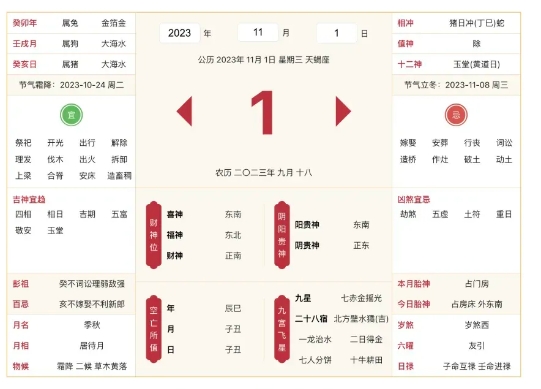 癸卯年 属兔 金箔金
壬戌月 属狗 大海水
癸亥日 属猪 大海水
节气霜降：2023-10-24 周二
宜
祭祀 开光 出行 解除
理发 伐木 出火 拆卸
上梁 合脊 安床 造畜稠
吉神宜趋
四相 相日 吉期 五富
敬安 玉堂
彭祖 癸不词讼理弱敌强
百忌 亥不嫁娶不利新郎
月名 季秋
月相 居待月
物候 霜降 二候 草木黄落
2023 年 11 月 1 日
公历 2023年 11月 1日 星期三 天蝎座
1
农历 二〇二三年 九月 十八
财神位
喜神 东南
福神 东北
财神 正南
阴阳贵神
阳贵神 东南
阴贵神 正东
空亡所值
年 辰巳
月 子丑
日 子丑
九宫飞星
九星 七赤金摇光
二十八宿 北方壁水獝(吉)
一龙治水 二日得金
七人分饼 十牛耕田
相冲 猪日冲(丁巳)蛇
值神 除
十二神 玉堂(黄道日)
节气立冬：2023-11-08 周三
忌
嫁娶 安葬 行丧 词讼
造桥 作灶 破土 动土
凶煞宜忌
劫煞 五虚 土符 重日
本月胎神 占门房
今日胎神 占房床 外东南
岁煞 岁煞西
六曜 友引
日禄 子命互禄 壬命进禄